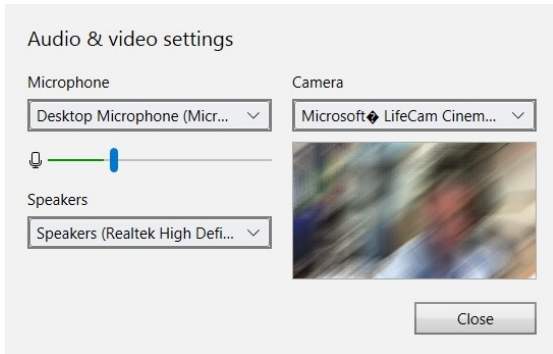 Audio & video settings
Microphone
Desktop Microphone (Micr...
Speakers
Speakers (Realtek High Defi...
Camera
Microsoft� LifeCam Cinem...
Close